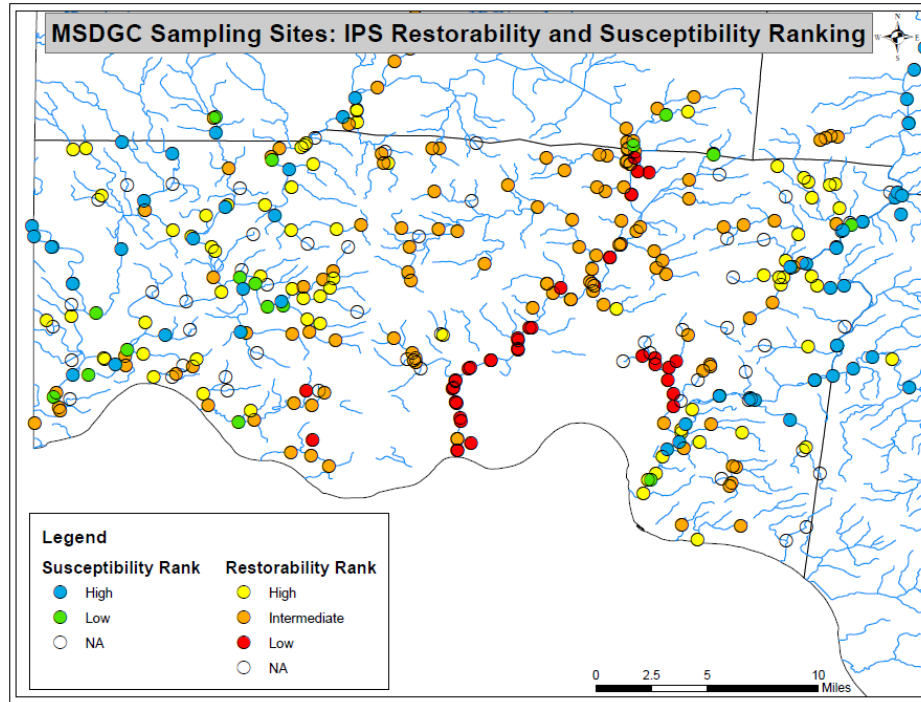 MSDGC Sampling Sites: IPS Restorability and Susceptibility Ranking
N
W E
S
Legend
Susceptibility Rank Restorability Rank
High High
Low Intermediate
NA Low
NA
0 2.5 5 10
Miles